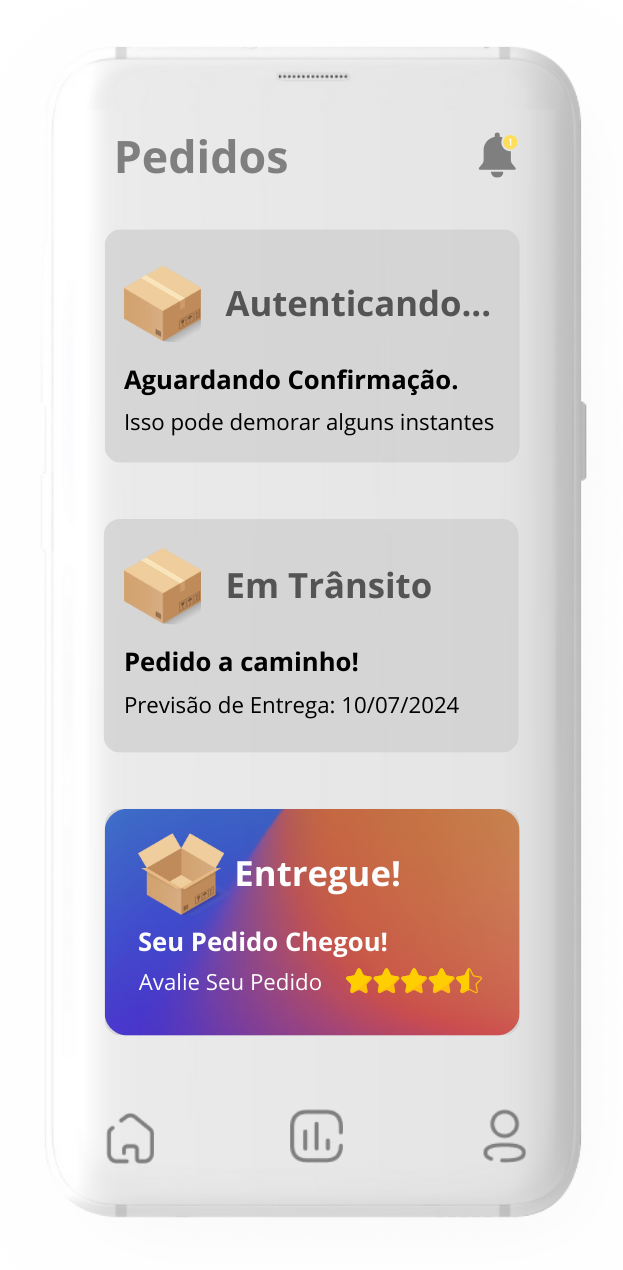 Pedidos
Autenticando...
Aguardando Confirmação.
Isso pode demorar alguns instantes
Em Trânsito
Pedido a caminho!
Previsão de Entrega: 10/07/2024
Entregue!
Seu Pedido Chegou!
Avalie Seu Pedido